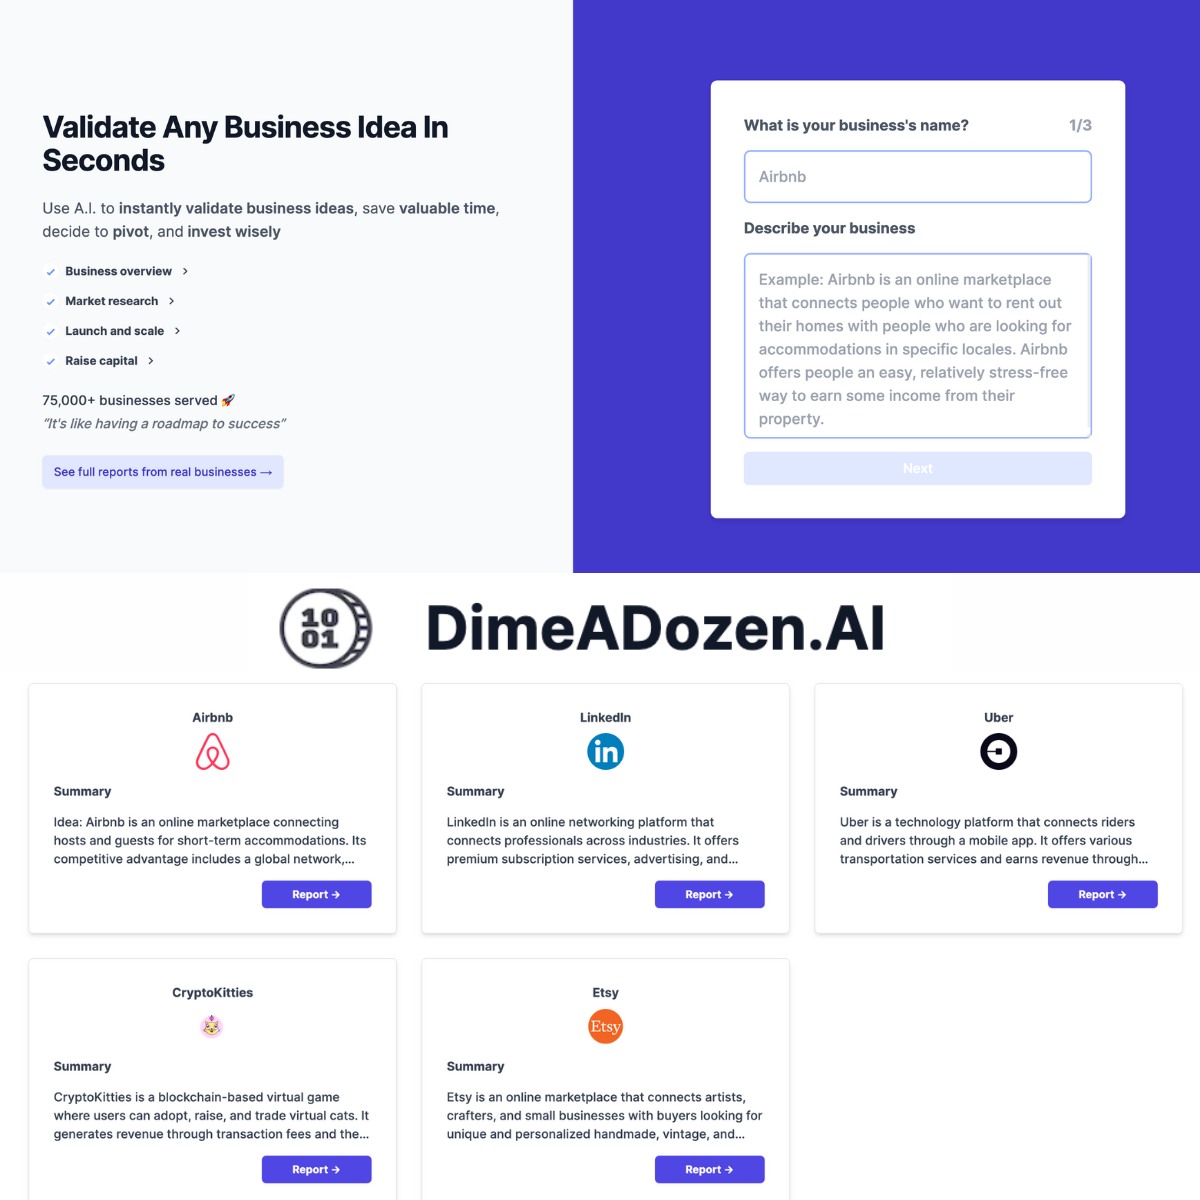 Validate Any Business Idea In
Seconds
Use A.I. to instantly validate business ideas, save valuable time,
decide to pivot, and invest wisely
Business overview
Market research
Launch and scale
Raise capital
75,000+ businesses served 🚀
“It's like having a roadmap to success”
See full reports from real businesses →
What is your business's name? 1/3
Airbnb
Describe your business
Example: Airbnb is an online marketplace
that connects people who want to rent out
their homes with people who are looking for
accommodations in specific locales. Airbnb
offers people an easy, relatively stress-free
way to earn some income from their
property.
Next
10
01
DimeADozen.AI
Airbnb
Summary
Idea: Airbnb is an online marketplace connecting
hosts and guests for short-term accommodations. Its
competitive advantage includes a global network,...
Report →
LinkedIn
in
Summary
LinkedIn is an online networking platform that
connects professionals across industries. It offers
premium subscription services, advertising, and...
Report →
Uber
Summary
Uber is a technology platform that connects riders
and drivers through a mobile app. It offers various
transportation services and earns revenue through...
Report →
CryptoKitties
Summary
CryptoKitties is a blockchain-based virtual game
where users can adopt, raise, and trade virtual cats. It
generates revenue through transaction fees and the...
Report →
Etsy
Etsy
Summary
Etsy is an online marketplace that connects artists,
crafters, and small businesses with buyers looking for
unique and personalized handmade, vintage, and...
Report →